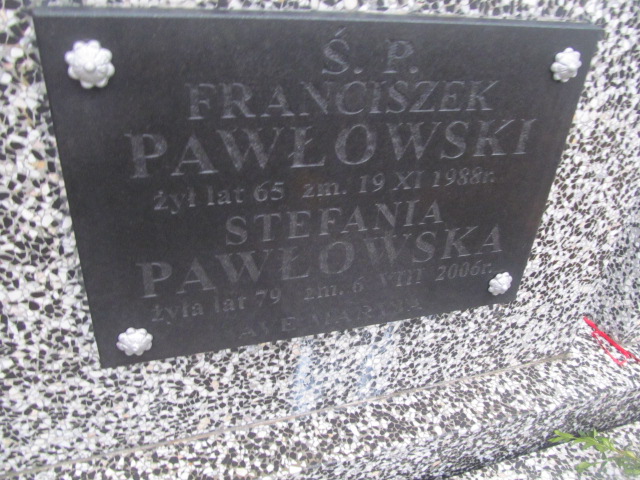 Ś. P.
FRANCISZEK
PAWŁOWSKI
żył lat 65 zm. 19 XI 1988r.
STEFANIA
PAWŁOWSKA
żyła lat 79 zm. 6 VIII 2006r.
AVE MARYJA